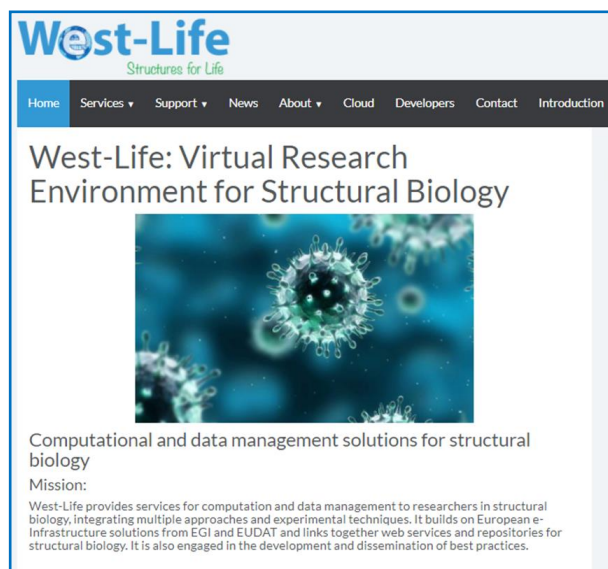 West-Life
Structures for Life
Home Services ▾ Support ▾ News About ▾ Cloud Developers Contact Introduction
West-Life: Virtual Research
Environment for Structural Biology
Computational and data management solutions for structural
biology
Mission:
West-Life provides services for computation and data management to researchers in structural
biology, integrating multiple approaches and experimental techniques. It builds on European e-
Infrastructure solutions from EGI and EUDAT and links together web services and repositories for
structural biology. It is also engaged in the development and dissemination of best practices.